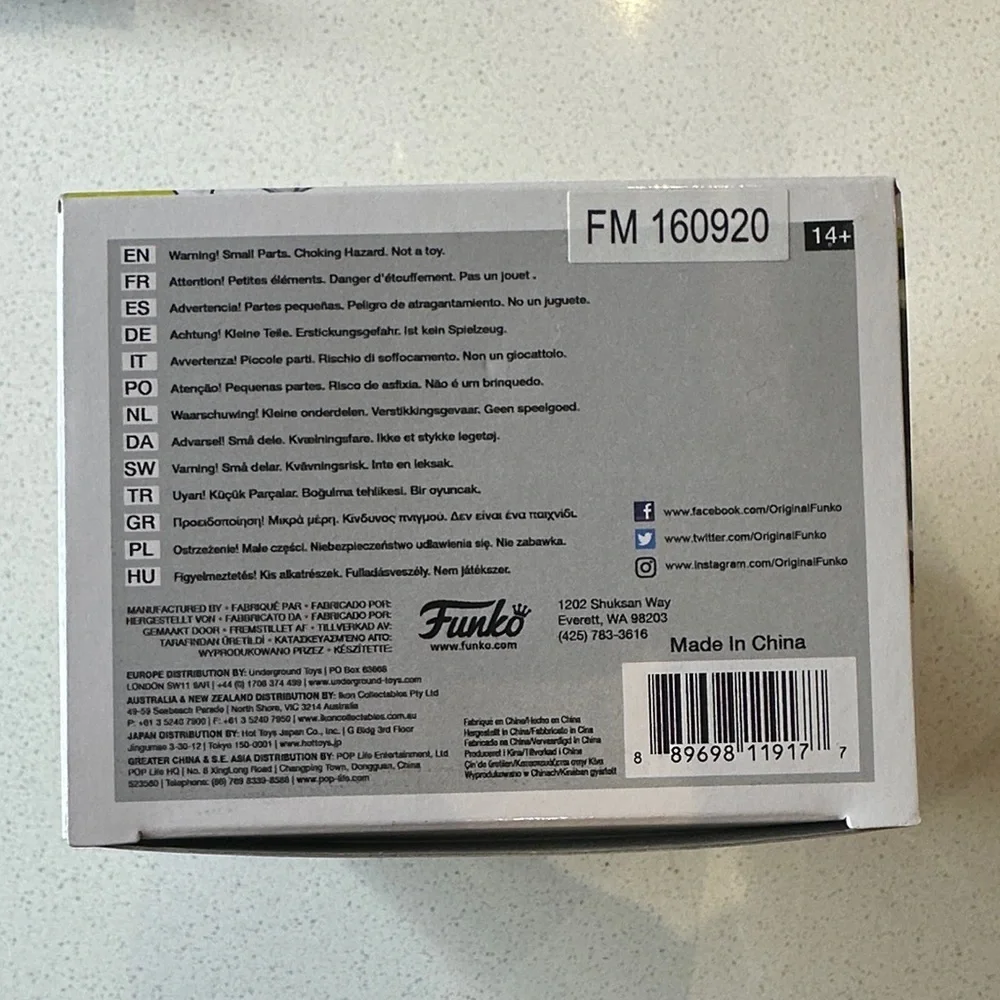 FM 160920
14+
EN Warning! Small Parts. Choking Hazard. Not a toy.
FR Attention! Petites éléments. Danger d'étouffement. Pas un jouet .
ES Advertencia! Partes pequeñas. Peligro de atragantamiento. No un juguete.
DE Achtung! Kleine Teile. Erstickungsgefahr. Ist kein Spielzeug.
IT Avvertenza! Piccole parti. Rischio di soffocamento. Non un giocattolo.
PO Atenção! Pequenas partes. Risco de asfixia. Não é um brinquedo.
NL Waarschuwing! Kleine onderdelen. Verstikkingsgevaar. Geen speelgoed.
DA Advarsel! Små dele. Kvælningsfare. Ikke et stykke legetøj.
SW Varning! Små delar. Kvävningsrisk. Inte en leksak.
TR Uyarı! Küçük Parçalar. Boğulma tehlikesi. Bir oyuncak.
GR Προειδοποίηση! Μικρά μέρη. Κίνδυνος πνιγμού. Δεν είναι ένα παιχνίδι.
PL Ostrzeżenie! Małe części. Niebezpieczeństwo udławienia się. Nie zabawka.
HU Figyelmeztetés! Kis alkatrészek. Fulladásveszély. Nem játékszer.
www.facebook.com/OriginalFunko
www.twitter.com/OriginalFunko
www.instagram.com/OriginalFunko
MANUFACTURED BY • FABRIQUÉ PAR • FABRICADO POR:
HERGESTELLT VON • FABBRICATO DA • FABRICADO POR:
GEMAAKT DOOR • FREMSTILLET AF • TILLVERKAD AV:
TARAFINDAN ÜRETİLDİ • ΚΑΤΑΣΚΕΥΑΣΜΕΝΟ ΑΠΟ:
WYPRODUKOWANO PRZEZ • KÉSZÍTETTE:
Funko
www.funko.com
1202 Shuksan Way
Everett, WA 98203
(425) 783-3616
Made In China
EUROPE DISTRIBUTION BY: Underground Toys | PO Box 63668
LONDON SW11 9AR | +44 (0) 1708 374 499 | www.underground-toys.com
AUSTRALIA & NEW ZEALAND DISTRIBUTION BY: Ikon Collectables Pty Ltd
49-59 Seabeach Parade | North Shore, VIC 3214 Australia
P: +61 3 5240 7900 | F: +61 3 5240 7950 | www.ikoncollectables.com.au
JAPAN DISTRIBUTION BY: Hot Toys Japan Co., Inc. | G Bldg 3rd Floor
Jingumae 3-30-12 | Tokyo 150-0001 | www.hottoys.jp
GREATER CHINA & S.E. ASIA DISTRIBUTION BY: POP Life Entertainment, Ltd
POP Life HQ | No. 8 XingLong Road | Changping Town, Dongguan, China
523580 | Telephone: (86) 769 8339-8588 | www.pop-life.com
Fabriqué en Chine/Hecho en China
Hergestellt in China/Fabbricato in Cina
Fabricado na China/Vervaardigd in China
Produceret i Kina/Tillverkad i China
Çin'de üretilen/Κατασκευάζεται στην Κίνα
Wyprodukowano w Chinach/Kínában gyártott
8 89698 11917 7